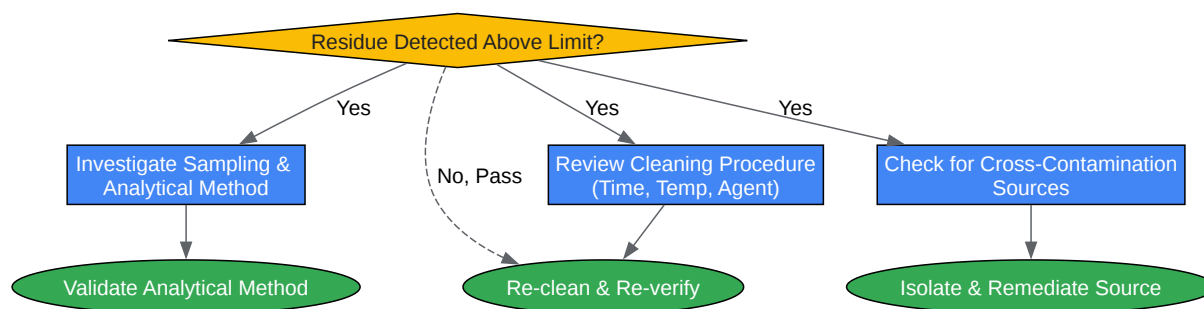 Residue Detected Above Limit?
Yes
Yes
Yes
Investigate Sampling &
Analytical Method
No, Pass
Review Cleaning Procedure
(Time, Temp, Agent)
Check for Cross-Contamination
Sources
Validate Analytical Method
Re-clean & Re-verify
Isolate & Remediate Source